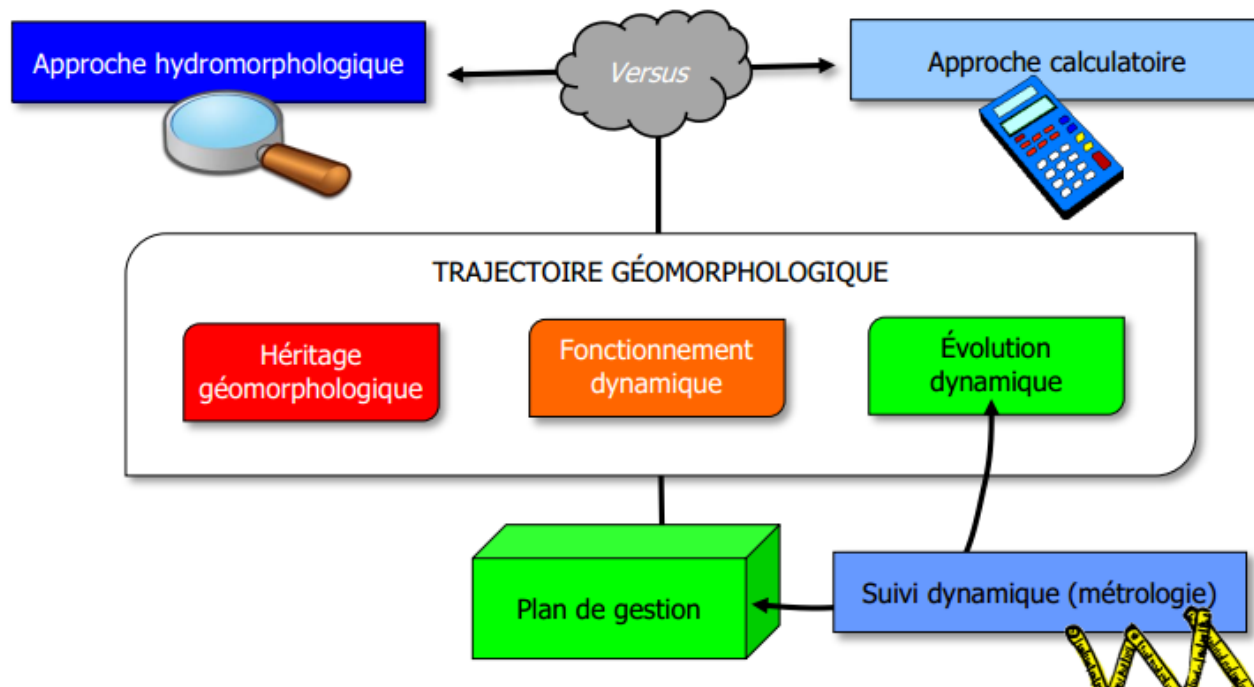 Approche hydromorphologique
Versus
Approche calculatoire
TRAJECTOIRE GÉOMORPHOLOGIQUE
Héritage
géomorphologique
Fonctionnement
dynamique
Évolution
dynamique
Plan de gestion
Suivi dynamique (métrologie)